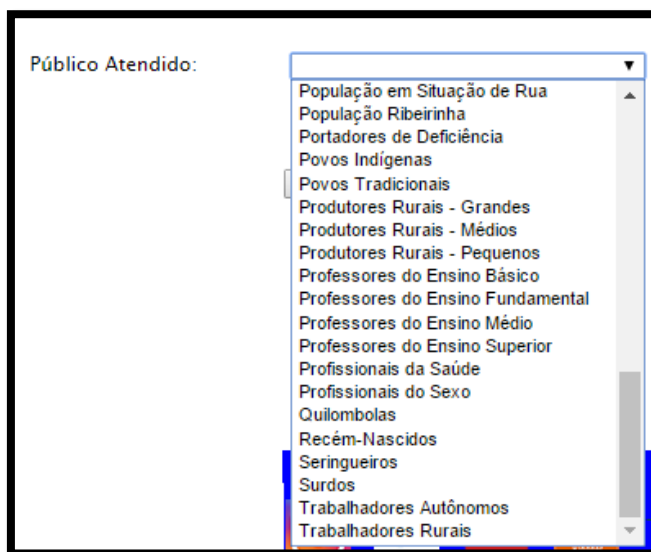 Público Atendido:
População em Situação de Rua
População Ribeirinha
Portadores de Deficiência
Povos Indígenas
Povos Tradicionais
Produtores Rurais - Grandes
Produtores Rurais - Médios
Produtores Rurais - Pequenos
Professores do Ensino Básico
Professores do Ensino Fundamental
Professores do Ensino Médio
Professores do Ensino Superior
Profissionais da Saúde
Profissionais do Sexo
Quilombolas
Recém-Nascidos
Seringueiros
Surdos
Trabalhadores Autônomos
Trabalhadores Rurais